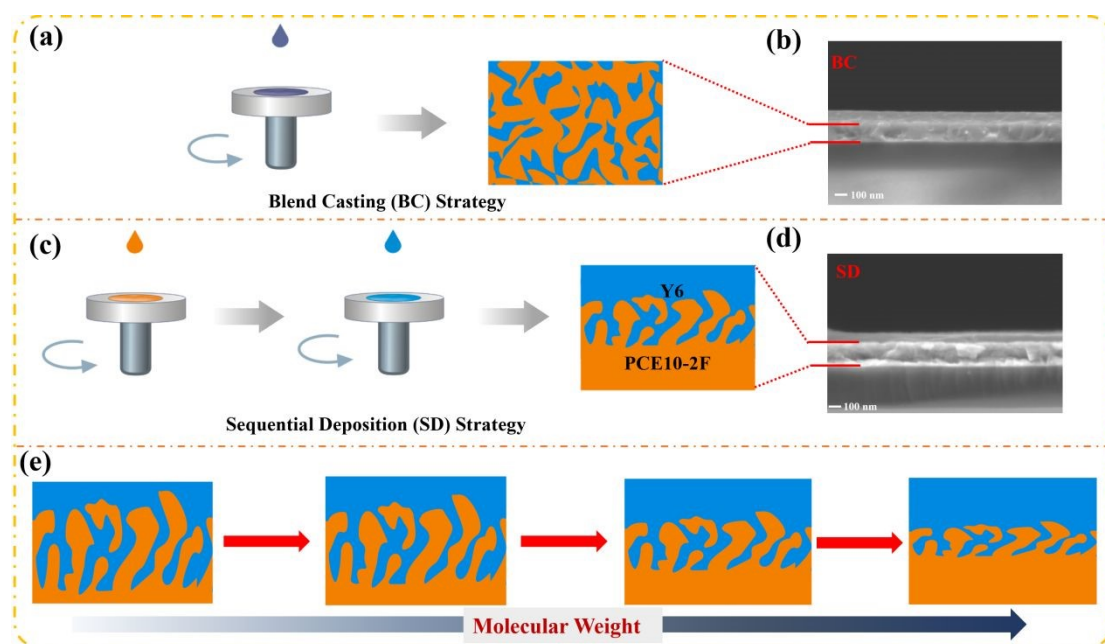 (a)
(b)
BC
100 nm
Blend Casting (BC) Strategy
(c)
(d)
SD
Y6
PCE10-2F
100 nm
Sequential Deposition (SD) Strategy
(e)
Molecular Weight